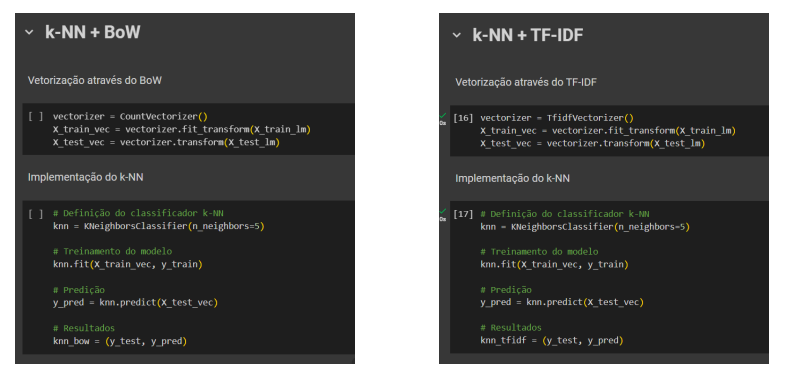 k-NN + BoW
Vetorização através do BoW
[ ] vectorizer = CountVectorizer()
X_train_vec = vectorizer.fit_transform(X_train_lm)
X_test_vec = vectorizer.transform(X_test_lm)
Implementação do k-NN
[ ] # Definição do classificador k-NN
knn = KNeighborsClassifier(n_neighbors=5)
# Treinamento do modelo
knn.fit(X_train_vec, y_train)
# Predição
y_pred = knn.predict(X_test_vec)
# Resultados
knn_bow = (y_test, y_pred)
k-NN + TF-IDF
Vetorização através do TF-IDF
[16] vectorizer = TfidfVectorizer()
0s
X_train_vec = vectorizer.fit_transform(X_train_lm)
X_test_vec = vectorizer.transform(X_test_lm)
Implementação do k-NN
[17] # Definição do classificador k-NN
0s
knn = KNeighborsClassifier(n_neighbors=5)
# Treinamento do modelo
knn.fit(X_train_vec, y_train)
# Predição
y_pred = knn.predict(X_test_vec)
# Resultados
knn_tfidf = (y_test, y_pred)